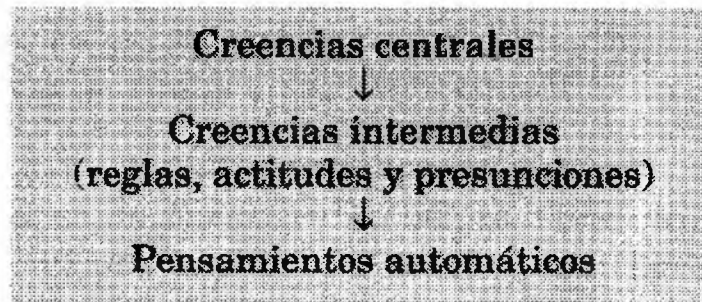 Creencias centrales
↓
Creencias intermedias
(reglas, actitudes y presunciones)
↓
Pensamientos automáticos